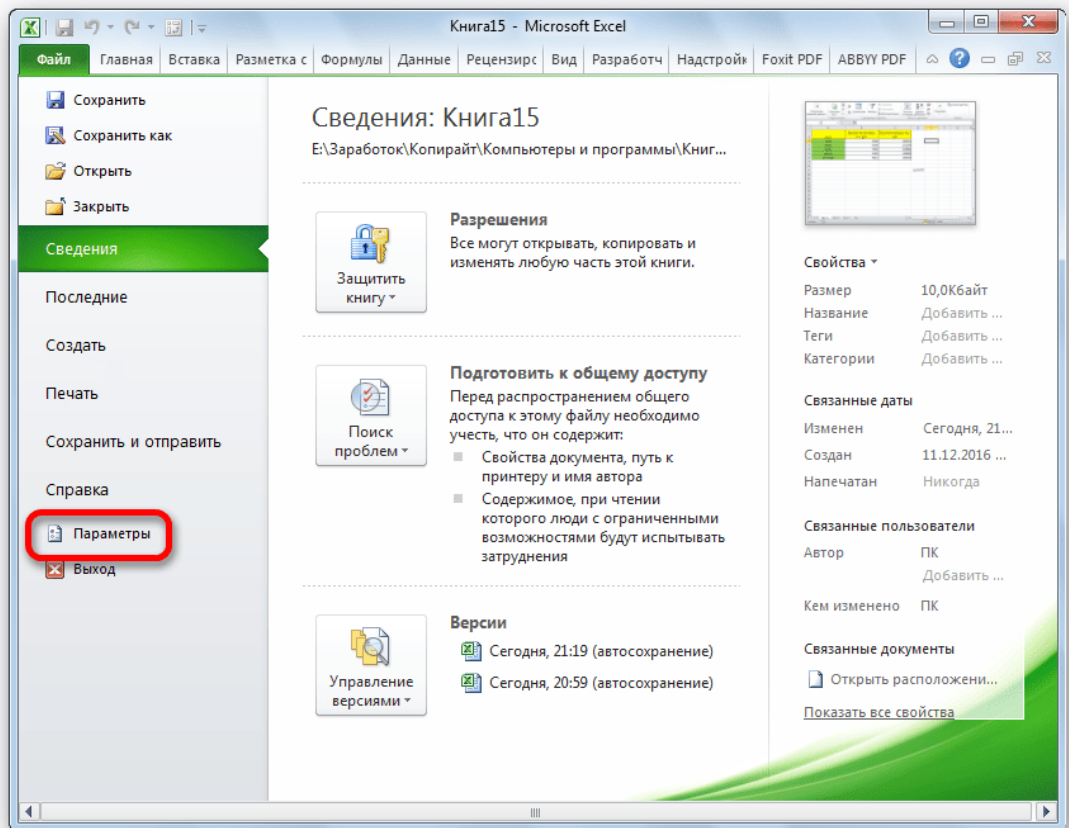 Книга15 - Microsoft Excel
Файл Главная Вставка Разметка с Формулы Данные Рецензирс Вид Разработч Надстройк Foxit PDF ABBYY PDF
Сохранить
Сохранить как
Открыть
Закрыть
Сведения
Последние
Создать
Печать
Сохранить и отправить
Справка
Параметры
Выход
Сведения: Книга15
E:\Заработок\Копирайт\Компьютеры и программы\Книг...
Защитить
книгу
Разрешения
Все могут открывать, копировать и
изменять любую часть этой книги.
Поиск
проблем
Подготовить к общему доступу
Перед распространением общего
доступа к этому файлу необходимо
учесть, что он содержит:
Свойства документа, путь к
принтеру и имя автора
Содержимое, при чтении
которого люди с ограниченными
возможностями будут испытывать
затруднения
Управление
версиями
Версии
Сегодня, 21:19 (автосохранение)
Сегодня, 20:59 (автосохранение)
Свойства
Размер 10,0Кбайт
Название Добавить ...
Теги Добавить ...
Категории Добавить ...
Связанные даты
Изменен Сегодня, 21...
Создан 11.12.2016 ...
Напечатан Никогда
Связанные пользователи
Автор ПК
Добавить ...
Кем изменено ПК
Связанные документы
Открыть расположени...
Показать все свойства